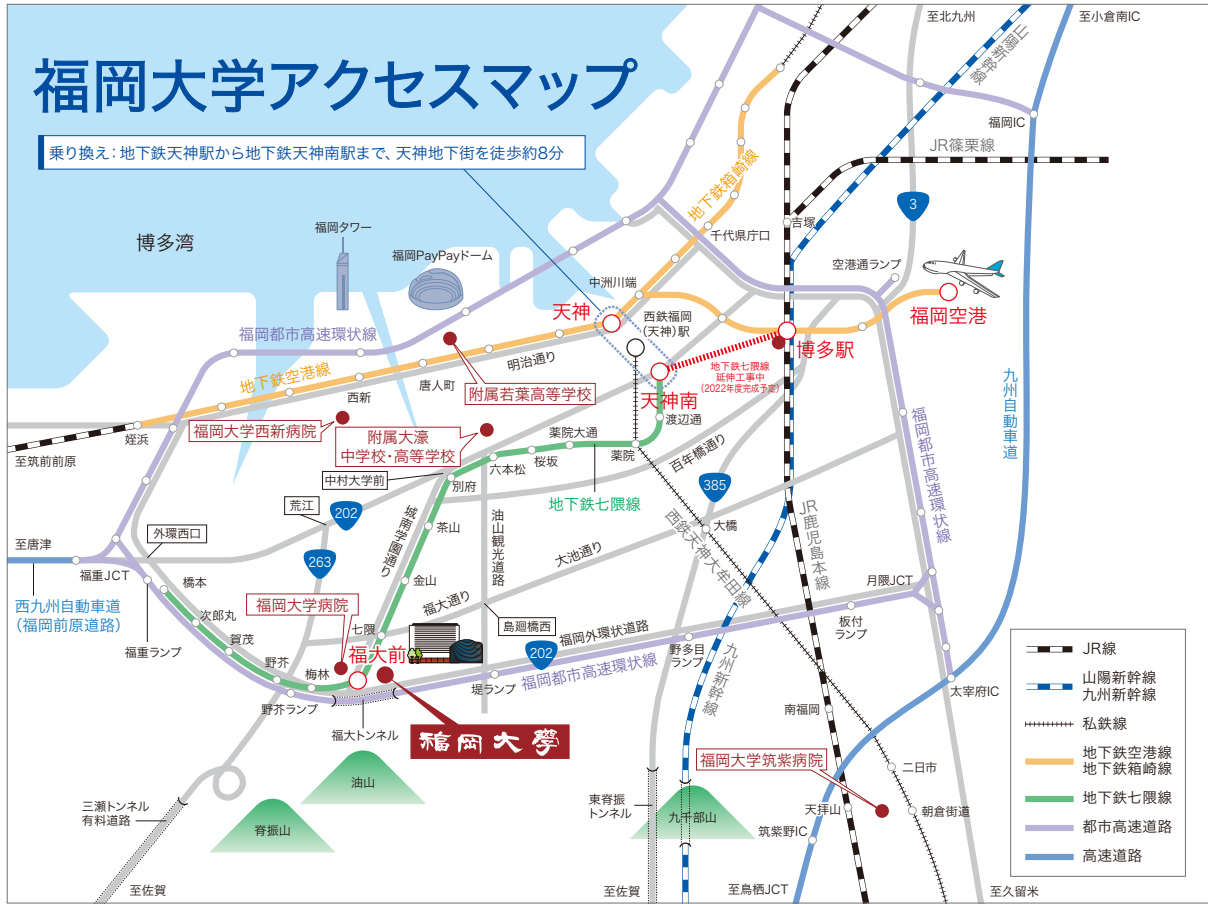 福岡大学アクセスマップ
乗り換え：地下鉄天神駅から地下鉄天神南駅まで、天神地下街を徒歩約8分
至北九州
至小倉南IC
山陽新幹線
福岡IC
JR篠栗線
3
地下鉄箱崎線
千代県庁口
吉塚
空港通ランプ
博多湾
福岡タワー
福岡PayPayドーム
中洲川端
天神
西鉄福岡
（天神）駅
福岡空港
博多駅
福岡都市高速環状線
地下鉄空港線
明治通り
唐人町
西新
附属若葉高等学校
地下鉄七隈線
延伸工事中
（2022年度完成予定）
天神南
渡辺通
九州自動車道
姪浜
至筑前前原
福岡大学西新病院
附属大濠
中学校・高等学校
薬院大通
薬院
桜坂
六本松
百年橋通り
福岡都市高速環状線
中村大学前
別府
地下鉄七隈線
385
荒江
202
城南学園通り
茶山
油山観光道路
大橋
JR鹿児島本線
外環西口
263
大池通り
西鉄天神大牟田線
至唐津
福重JCT
橋本
金山
月隈JCT
西九州自動車道
（福岡前原道路）
次郎丸
福岡大学病院
福大通り
島廻橋西
板付
ランプ
賀茂
七隈
福岡外環状道路
福重ランプ
福大前
202
野多目
ランプ
野芥
梅林
堤ランプ
福岡都市高速環状線
九州新幹線
太宰府IC
野芥ランプ
南福岡
福大トンネル
福岡大學
福岡大学筑紫病院
二日市
油山
三瀬トンネル
有料道路
脊振山
東脊振
トンネル
九千部山
天拝山
朝倉街道
筑紫野IC
至佐賀
至佐賀
至鳥栖JCT
至久留米
JR線
山陽新幹線
九州新幹線
私鉄線
地下鉄空港線
地下鉄箱崎線
地下鉄七隈線
都市高速道路
高速道路